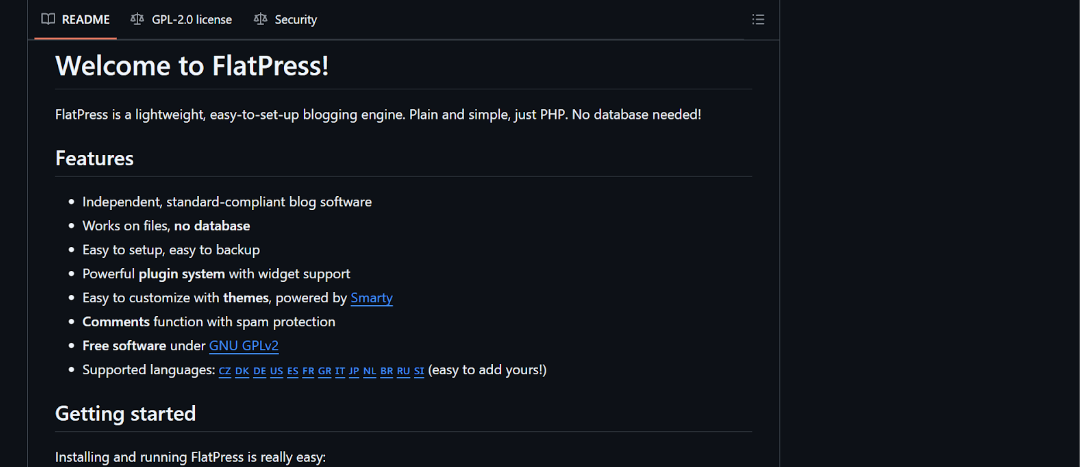 README GPL-2.0 license Security
Welcome to FlatPress!
FlatPress is a lightweight, easy-to-set-up blogging engine. Plain and simple, just PHP. No database needed!
Features
Independent, standard-compliant blog software
Works on files, no database
Easy to setup, easy to backup
Powerful plugin system with widget support
Easy to customize with themes, powered by Smarty
Comments function with spam protection
Free software under GNU GPLv2
Supported languages: CZ DK DE US ES FR GR IT JP NL BR RU SI (easy to add yours!)
Getting started
Installing and running FlatPress is really easy: